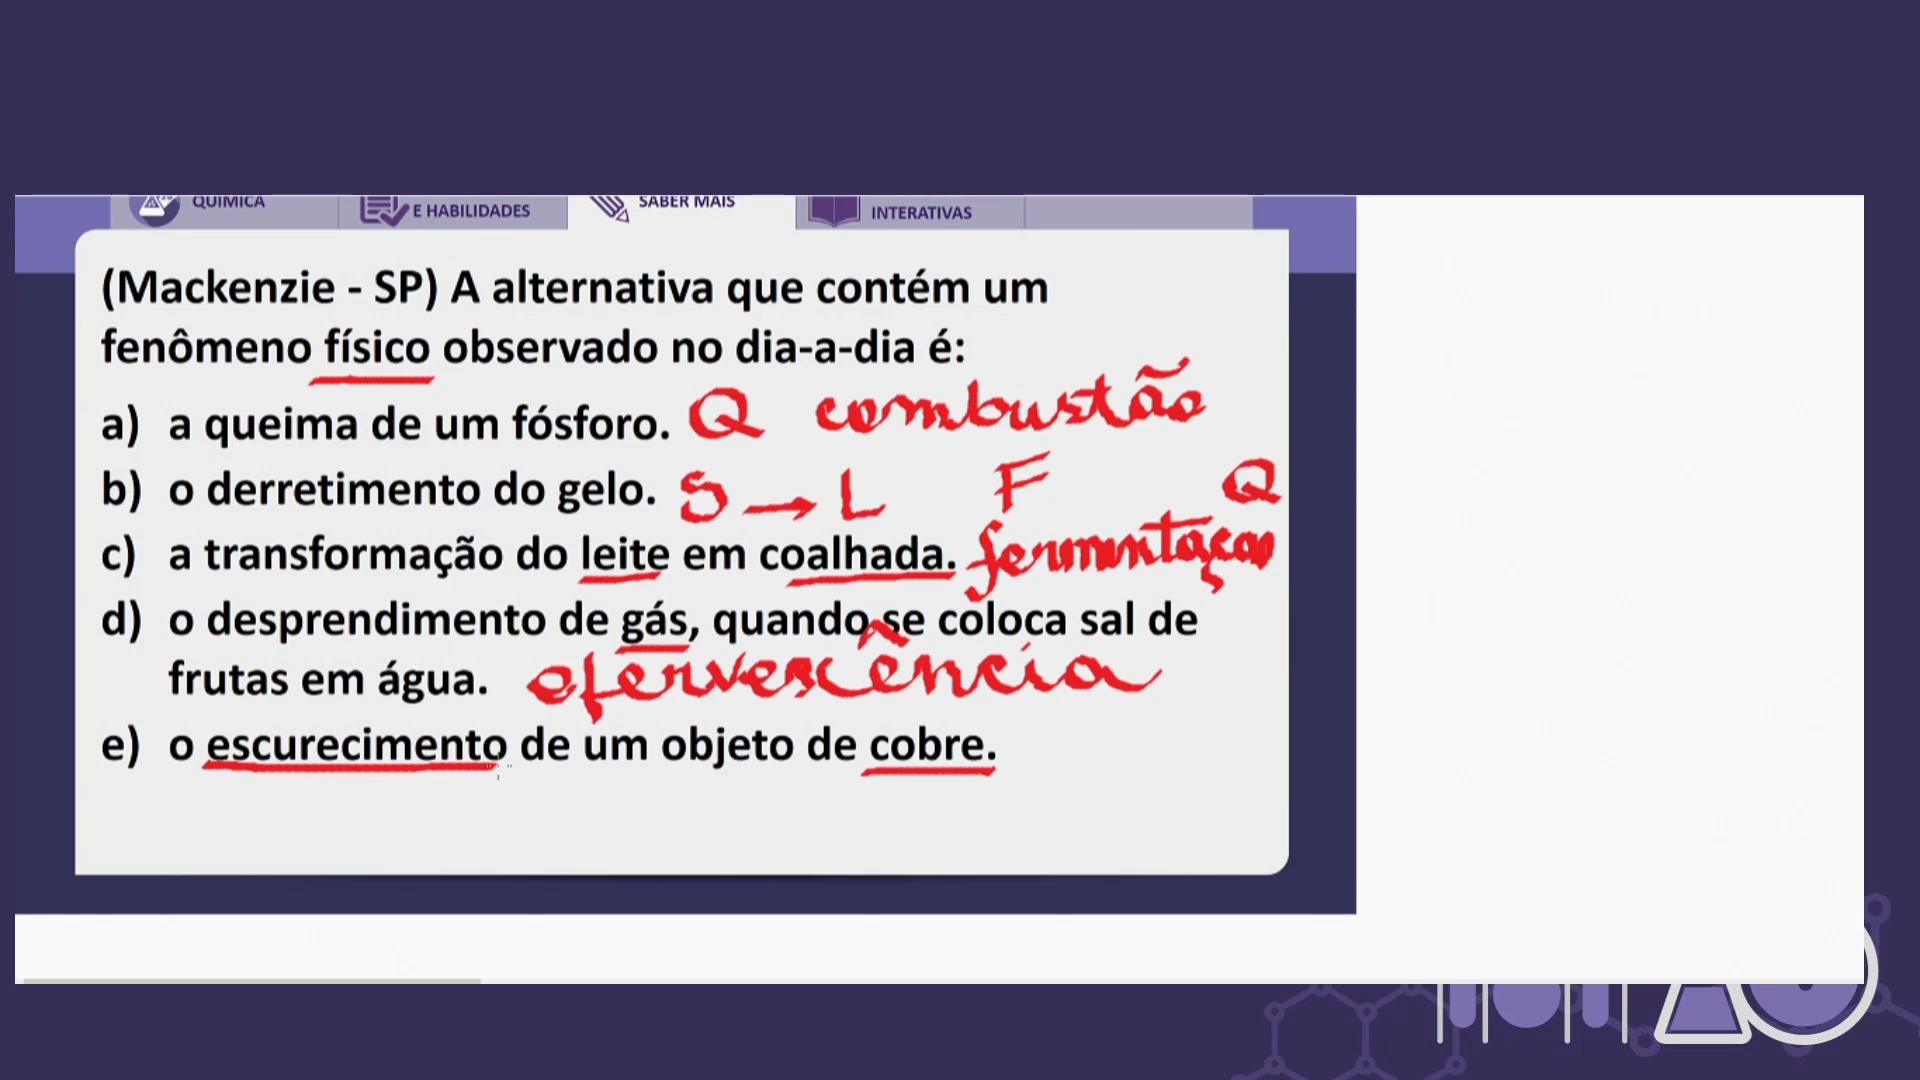 QUÍMICA E HABILIDADES SABER MAIS INTERATIVAS
(Mackenzie - SP) A alternativa que contém um
fenômeno físico observado no dia-a-dia é:
a) a queima de um fósforo. Q combustão
b) o derretimento do gelo. S → L F Q
c) a transformação do leite em coalhada. fermentação
d) o desprendimento de gás, quando se coloca sal de
frutas em água. efervescência
e) o escurecimento de um objeto de cobre.